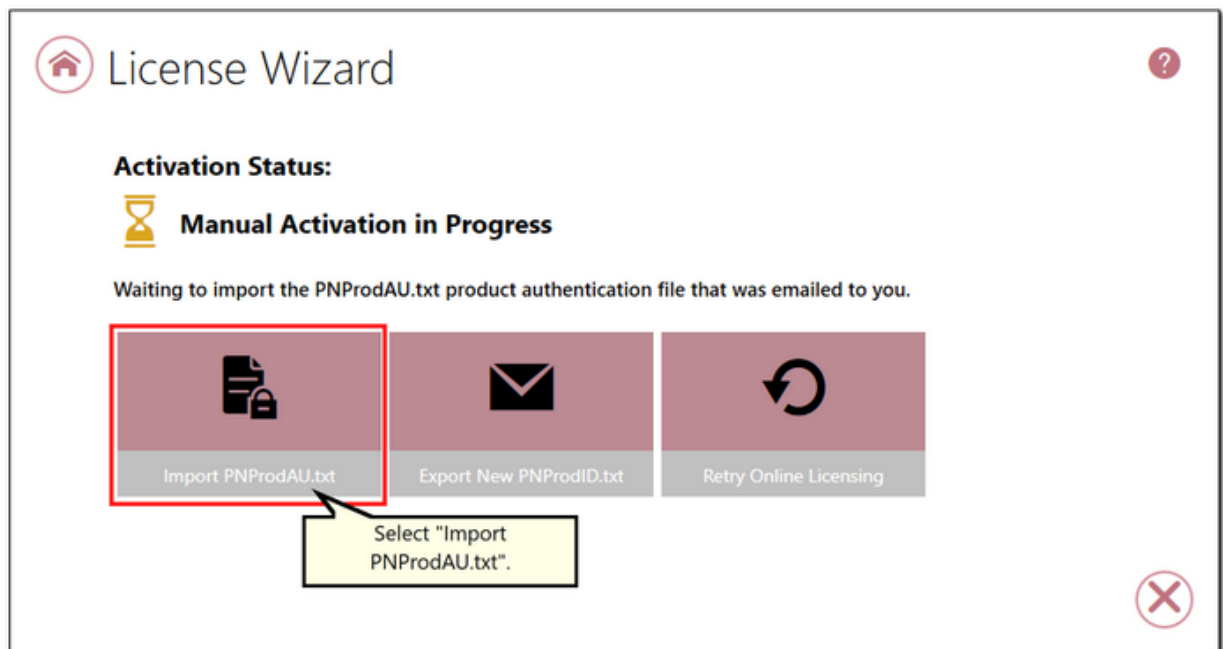 License Wizard
?
Activation Status:
Manual Activation in Progress
Waiting to import the PNProdAU.txt product authentication file that was emailed to you.
Import PNProdAU.txt
Export New PNProdID.txt
Retry Online Licensing
Select "Import
PNProdAU.txt".